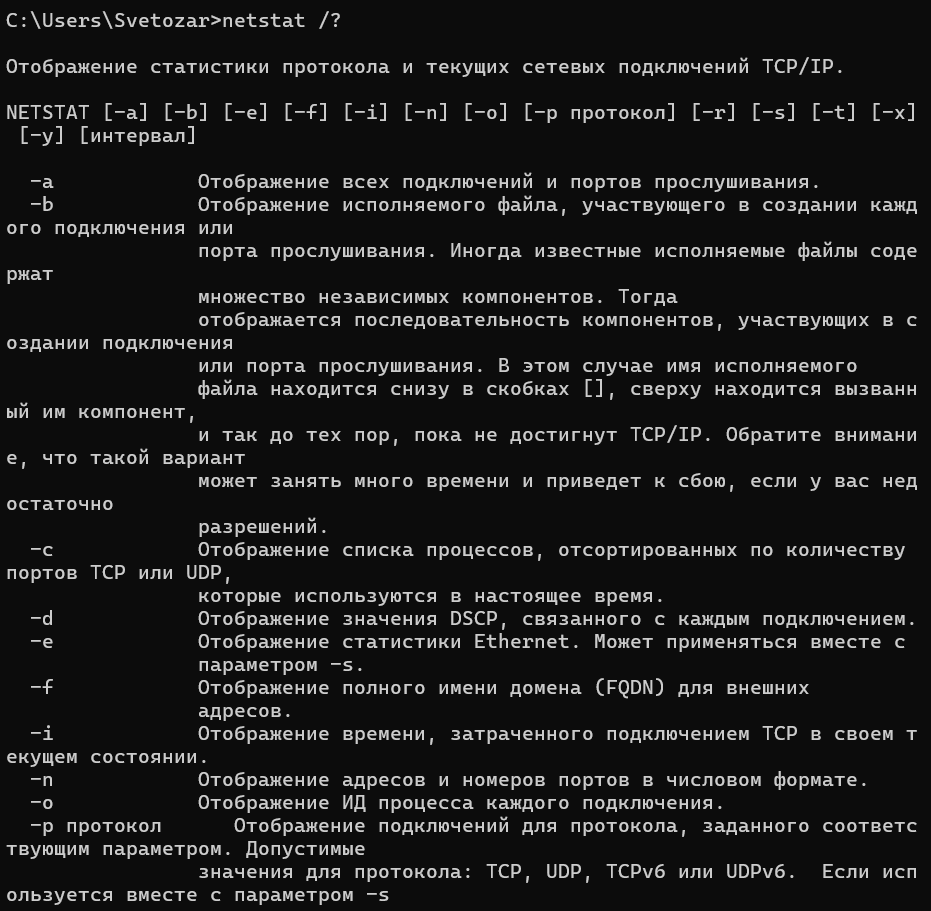 C:\Users\Svetozar>netstat /?
Отображение статистики протокола и текущих сетевых подключений TCP/IP.
NETSTAT [-a] [-b] [-e] [-f] [-i] [-n] [-o] [-p протокол] [-r] [-s] [-t] [-x]
[-y] [интервал]
-a Отображение всех подключений и портов прослушивания.
-b Отображение исполняемого файла, участвующего в создании кажд
ого подключения или
порта прослушивания. Иногда известные исполняемые файлы соде
ржат
множество независимых компонентов. Тогда
отображается последовательность компонентов, участвующих в с
оздании подключения
или порта прослушивания. В этом случае имя исполняемого
файла находится снизу в скобках [], сверху находится вызванн
ый им компонент,
и так до тех пор, пока не достигнут TCP/IP. Обратите внимани
е, что такой вариант
может занять много времени и приведет к сбою, если у вас нед
остаточно
разрешений.
-c Отображение списка процессов, отсортированных по количеству
портов TCP или UDP,
которые используются в настоящее время.
-d Отображение значения DSCP, связанного с каждым подключением.
-e Отображение статистики Ethernet. Может применяться вместе с
параметром -s.
-f Отображение полного имени домена (FQDN) для внешних
адресов.
-i Отображение времени, затраченного подключением TCP в своем т
екущем состоянии.
-n Отображение адресов и номеров портов в числовом формате.
-o Отображение ИД процесса каждого подключения.
-p протокол Отображение подключений для протокола, заданного соответс
твующим параметром. Допустимые
значения для протокола: TCP, UDP, TCPv6 или UDPv6. Если исп
ользуется вместе с параметром -s